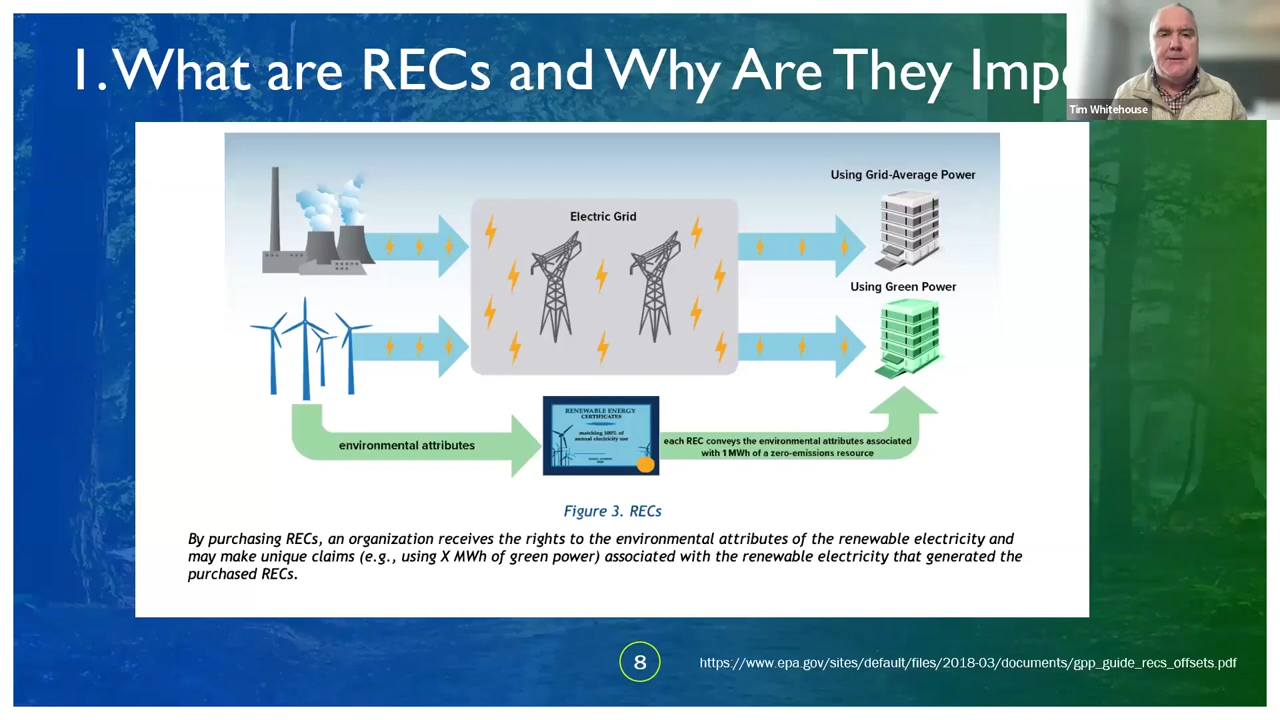 1. What are RECs and Why Are They Imp
Tim Whitehouse
Using Grid-Average Power
Electric Grid
Using Green Power
RENEWABLE ENERGY
CERTIFICATES
matching 100% of
annual electricity use
environmental attributes
each REC conveys the environmental attributes associated
with 1 MWh of a zero-emissions resource
Figure 3. RECs
By purchasing RECs, an organization receives the rights to the environmental attributes of the renewable electricity and
may make unique claims (e.g., using X MWh of green power) associated with the renewable electricity that generated the
purchased RECs.
8
https://www.epa.gov/sites/default/files/2018-03/documents/gpp_guide_recs_offsets.pdf